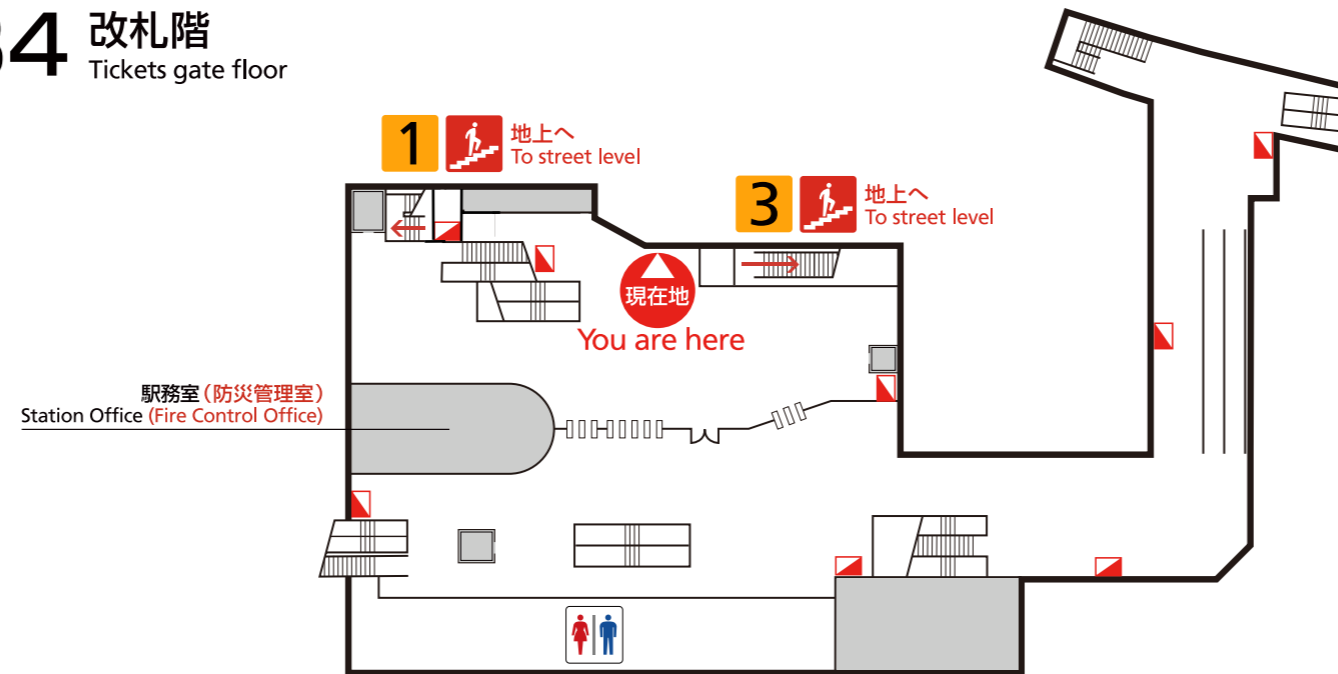 4 改札階
Tickets gate floor
1 地上へ
To street level
3 地上へ
To street level
現在地
You are here
駅務室(防災管理室)
Station Office (Fire Control Office)